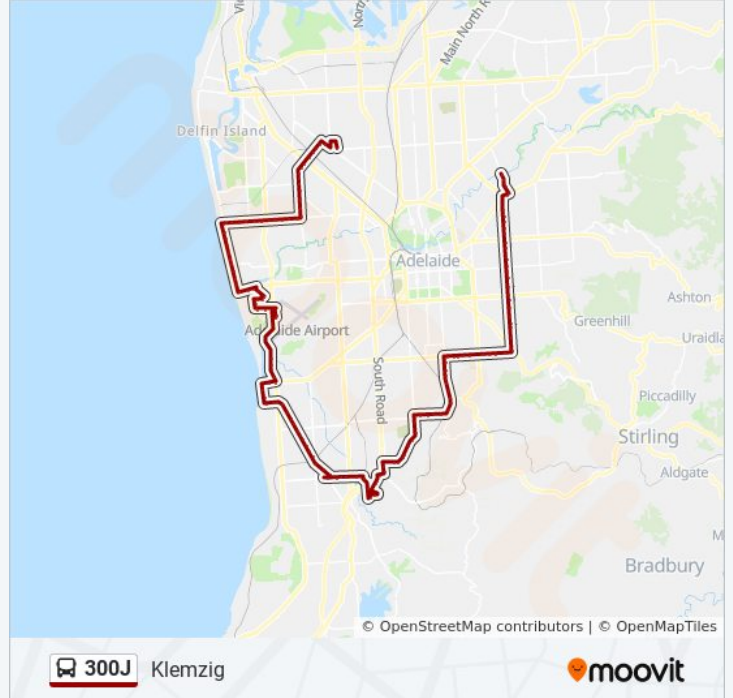 Main North R
Delfin Island
Adelaide
Ashton
Adelaide Airport
Greenhill
Uraidla
South Road
Piccadilly
Stirling
Aldgate
Bradbury
© OpenStreetMap contributors | © OpenMapTiles
300J Klemzig
moovit